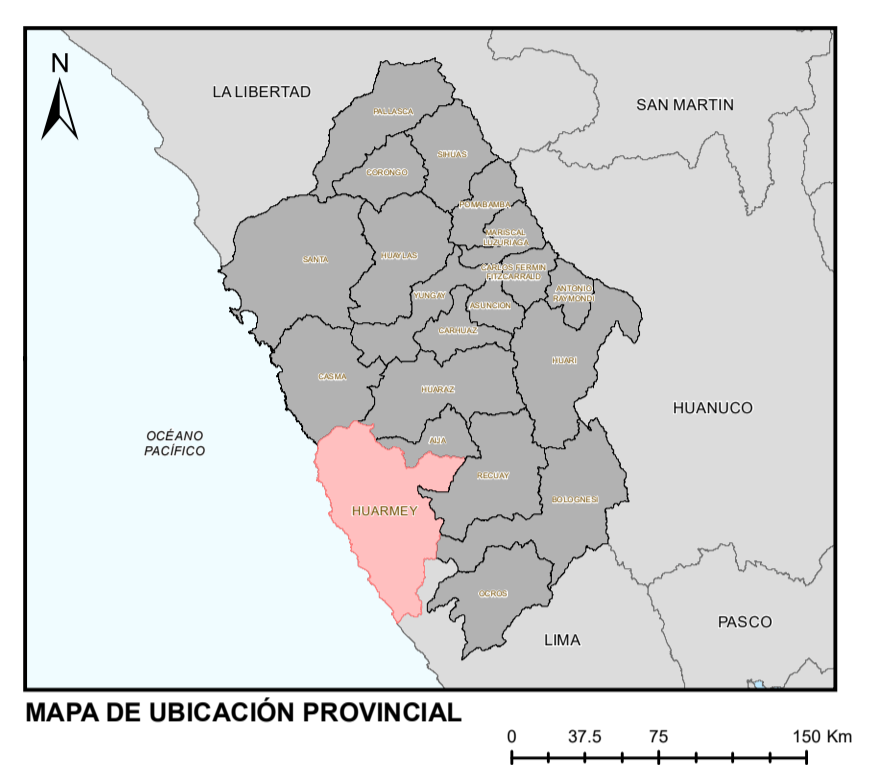 N
LA LIBERTAD
SAN MARTIN
PALLASCA
SIHUAS
CORONGO
POMABAMBA
MARISCAL
LUZURIAGA
SANTA
HUAYLAS
CARLOS FERMIN
FITZCARRALD
YUNGAY
ANTONIO
RAYMONDI
ASUNCION
CARHUAZ
HUARI
CASMA
HUARAZ
HUANUCO
OCÉANO
PACÍFICO
AIJA
RECUAY
BOLOGNESI
HUARMEY
OCROS
PASCO
LIMA
MAPA DE UBICACIÓN PROVINCIAL
0 37.5 75 150 Km